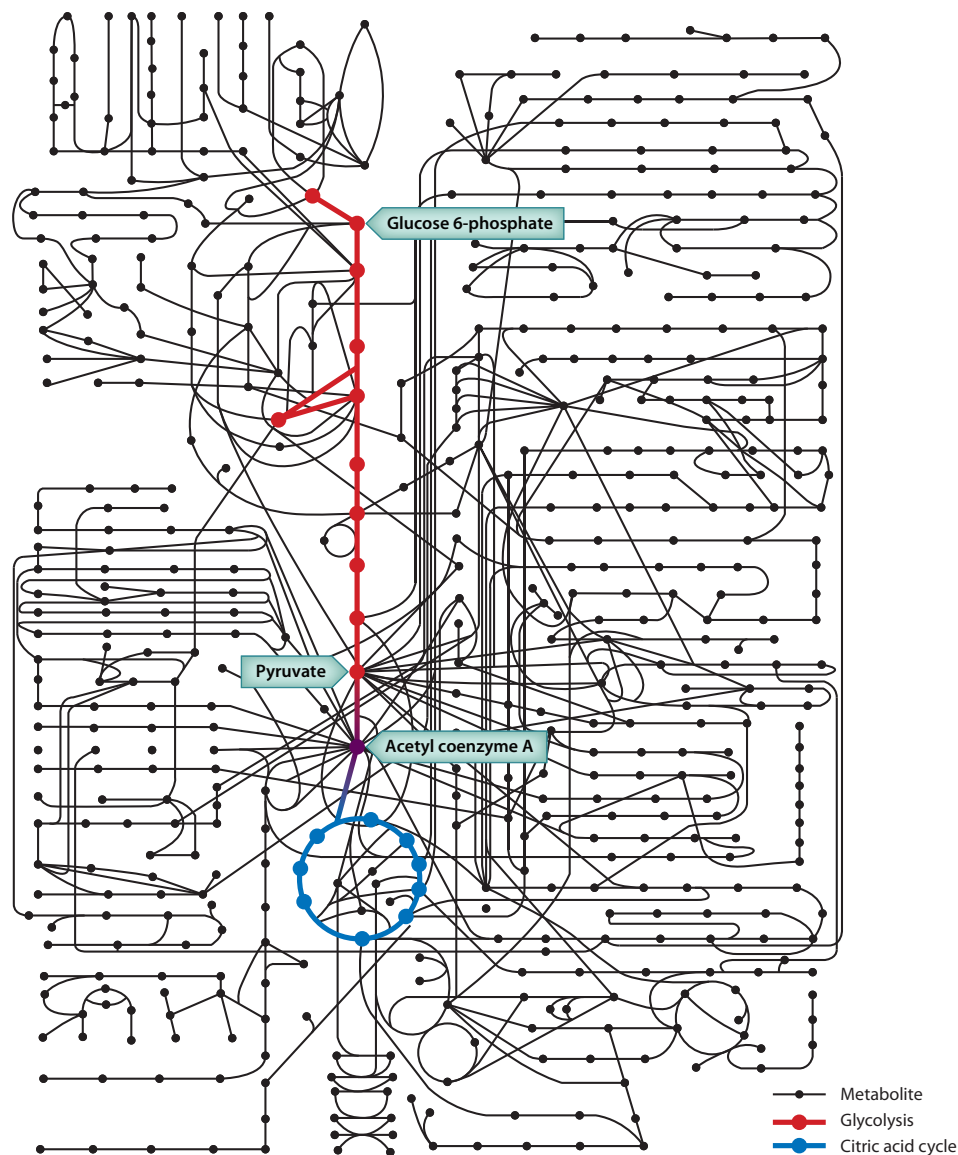 Glucose 6-phosphate
Pyruvate
Acetyl coenzyme A
Metabolite
Glycolysis
Citric acid cycle